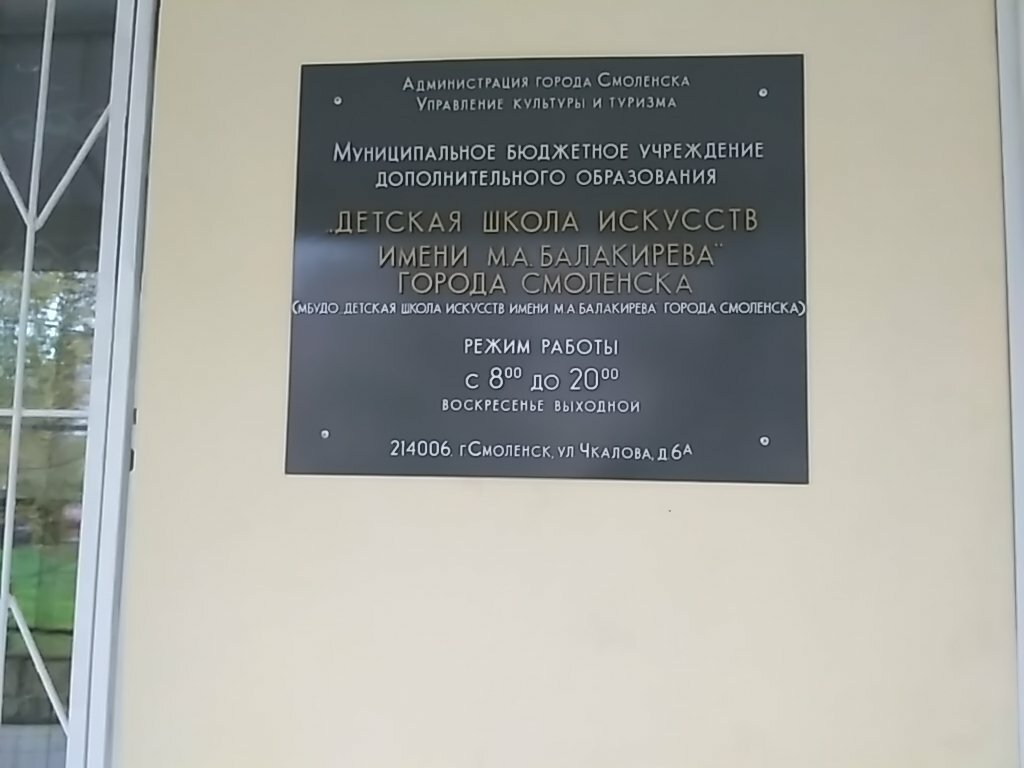 Администрация города Смоленска
Управление культуры и туризма
Муниципальное бюджетное учреждение
дополнительного образования
„ДЕТСКАЯ ШКОЛА ИСКУССТВ
ИМЕНИ М.А. БАЛАКИРЕВА"
ГОРОДА СМОЛЕНСКА
(МБУДО „ДЕТСКАЯ ШКОЛА ИСКУССТВ ИМЕНИ М.А.БАЛАКИРЕВА" ГОРОДА СМОЛЕНСКА)
РЕЖИМ РАБОТЫ
с 8⁰⁰ до 20⁰⁰
ВОСКРЕСЕНЬЕ ВЫХОДНОЙ
214006, г.Смоленск, ул Чкалова, д 6А